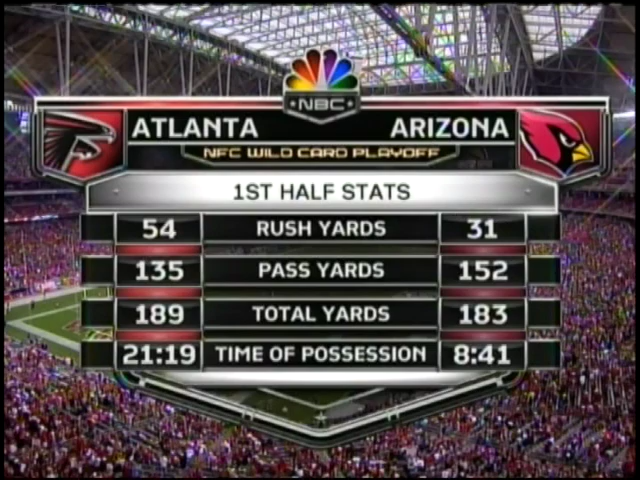 NBC
ATLANTA ARIZONA
NFC WILD CARD PLAYOFF
1ST HALF STATS
54 RUSH YARDS 31
135 PASS YARDS 152
189 TOTAL YARDS 183
21:19 TIME OF POSSESSION 8:41